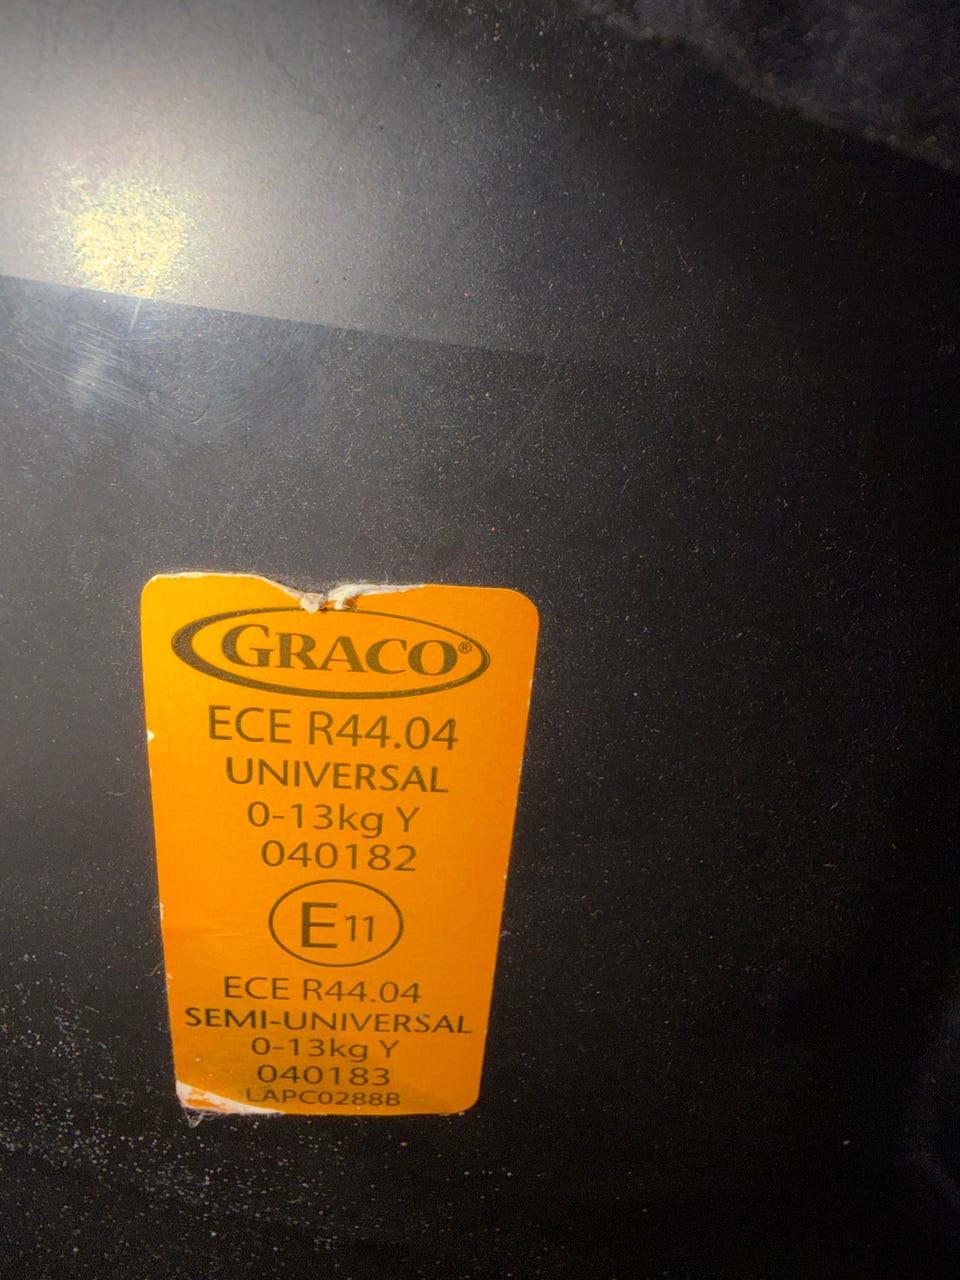 GRACO®
ECE R44.04
UNIVERSAL
0-13kg Y
040182
E11
ECE R44.04
SEMI-UNIVERSAL
0-13kg Y
040183
LAPC0288B